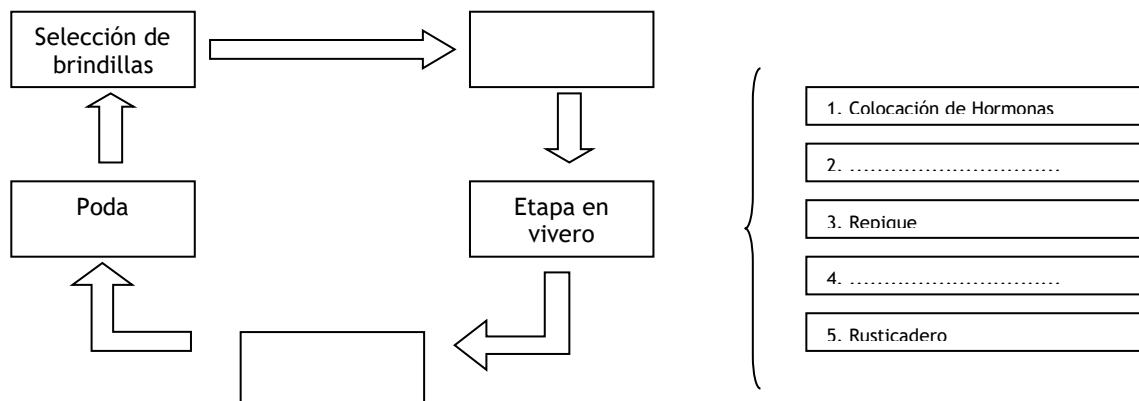 Selección de
brindillas
1. Colocación de Hormonas
2. ................................
Poda
Etapa en
vivero
3. Repique
4. ................................
5. Rusticadero